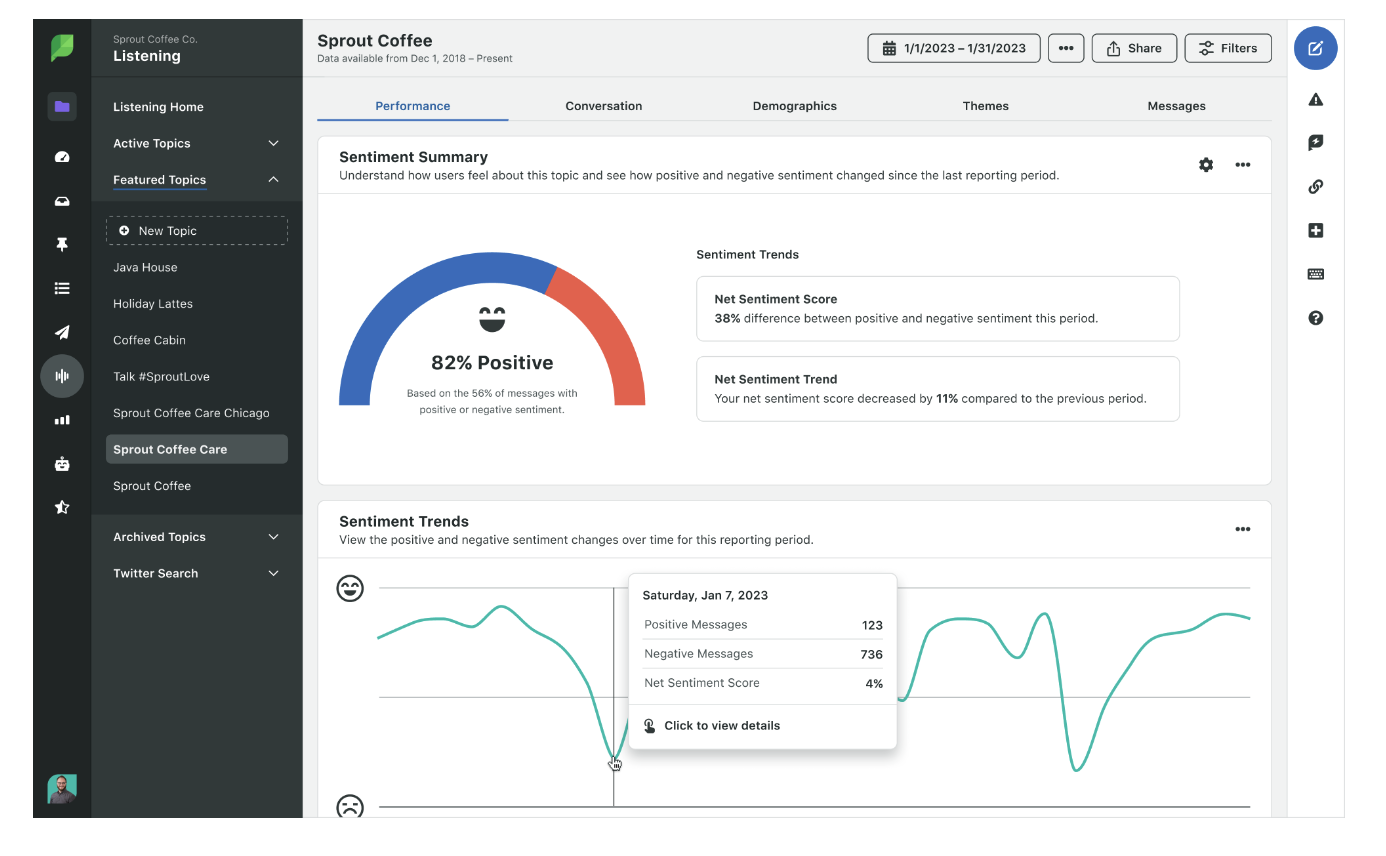 Sprout Coffee Co.
Listening
Listening Home
Active Topics
Featured Topics
New Topic
Java House
Holiday Lattes
Coffee Cabin
Talk #SproutLove
Sprout Coffee Care Chicago
Sprout Coffee Care
Sprout Coffee
Archived Topics
Twitter Search
Sprout Coffee
Data available from Dec 1, 2018 – Present
1/1/2023 – 1/31/2023
Share
Filters
Performance
Conversation
Demographics
Themes
Messages
Sentiment Summary
Understand how users feel about this topic and see how positive and negative sentiment changed since the last reporting period.
82% Positive
Based on the 56% of messages with
positive or negative sentiment.
Sentiment Trends
Net Sentiment Score
38% difference between positive and negative sentiment this period.
Net Sentiment Trend
Your net sentiment score decreased by 11% compared to the previous period.
Sentiment Trends
View the positive and negative sentiment changes over time for this reporting period.
Saturday, Jan 7, 2023
Positive Messages 123
Negative Messages 736
Net Sentiment Score 4%
Click to view details